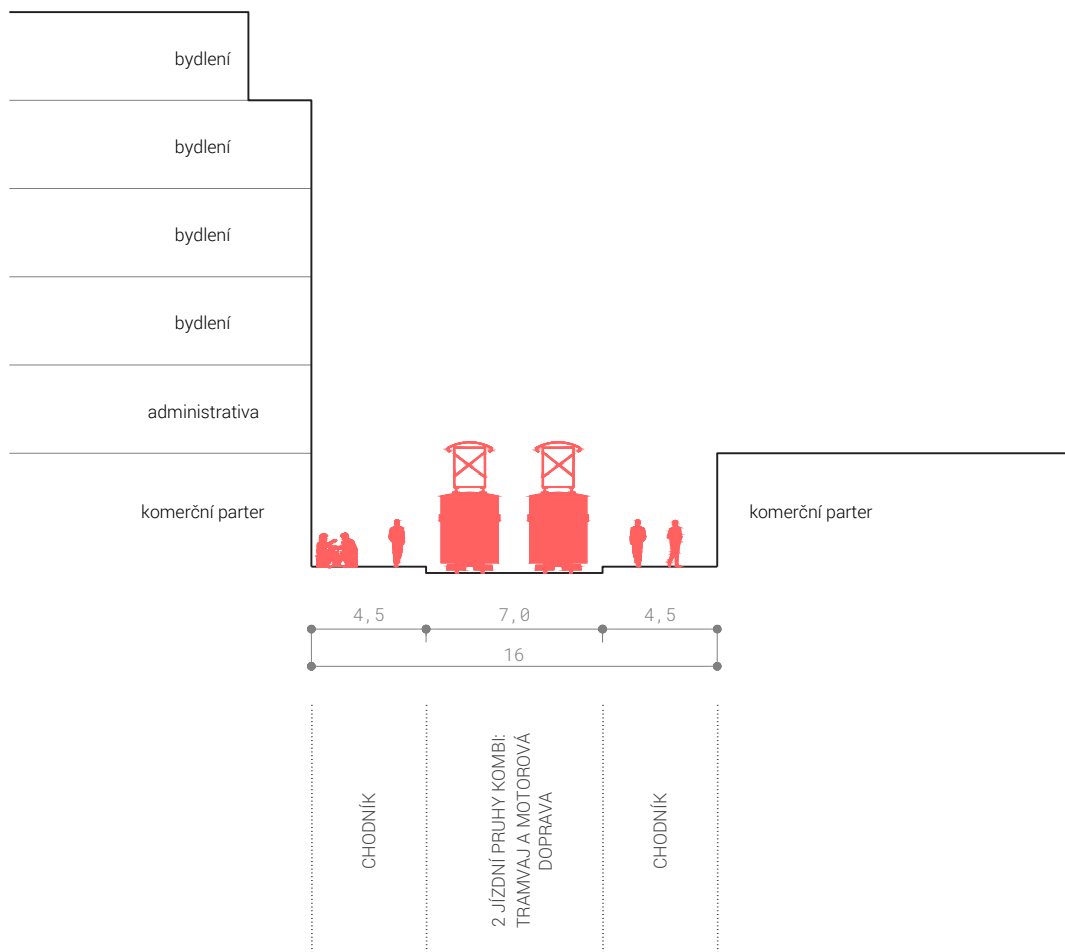 bydlení
bydlení
bydlení
bydlení
administrativa
komerční parter
komerční parter
4,5
7,0
4,5
16
CHODNÍK
2 JÍZDNÍ PRUHY KOMBI:
TRAMVAJ A MOTOROVÁ
DOPRAVA
CHODNÍK